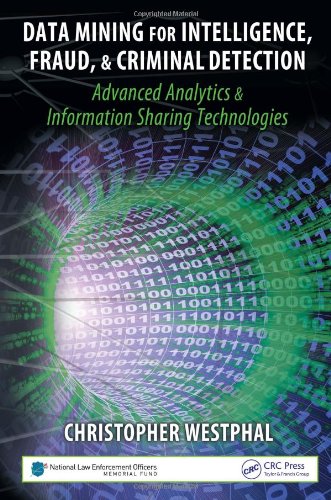 DATA MINING FOR INTELLIGENCE,
FRAUD, & CRIMINAL DETECTION
Advanced Analytics &
Information Sharing Technologies
CHRISTOPHER WESTPHAL
National Law Enforcement Officers
MEMORIAL FUND
CRC
CRC Press
Taylor & Francis Group